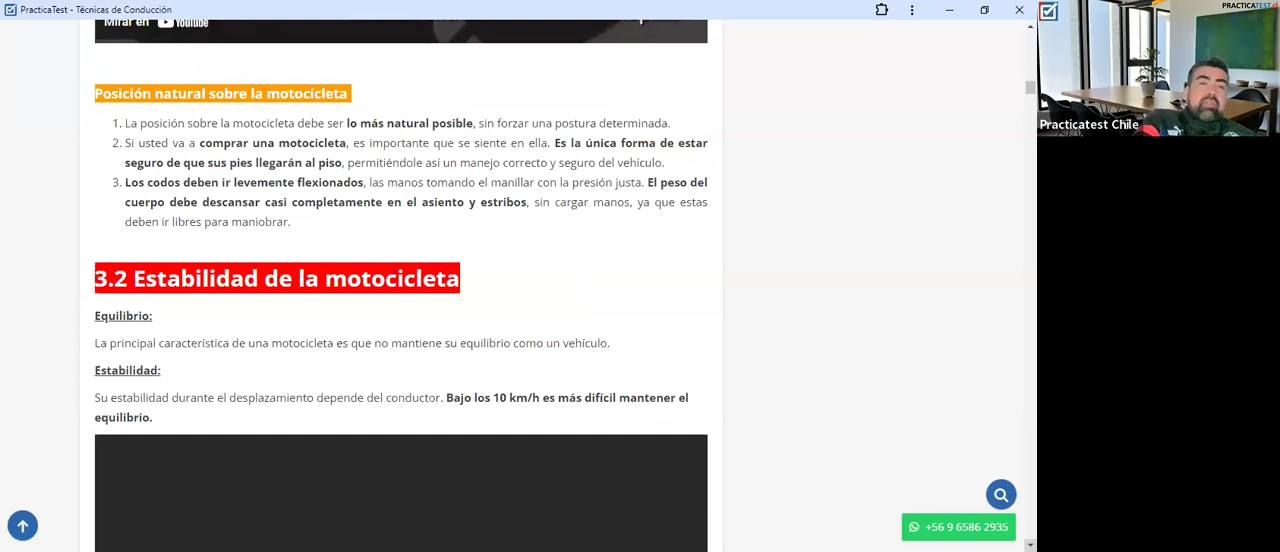 PracticaTest - Técnicas de Conducción
PRACTICATEST.cl
Mirar en YouTube
Practicatest Chile
Posición natural sobre la motocicleta
1. La posición sobre la motocicleta debe ser lo más natural posible, sin forzar una postura determinada.
2. Si usted va a comprar una motocicleta, es importante que se siente en ella. Es la única forma de estar
seguro de que sus pies llegarán al piso, permitiéndole así un manejo correcto y seguro del vehículo.
3. Los codos deben ir levemente flexionados, las manos tomando el manillar con la presión justa. El peso del
cuerpo debe descansar casi completamente en el asiento y estribos, sin cargar manos, ya que estas
deben ir libres para maniobrar.
3.2 Estabilidad de la motocicleta
Equilibrio:
La principal característica de una motocicleta es que no mantiene su equilibrio como un vehículo.
Estabilidad:
Su estabilidad durante el desplazamiento depende del conductor. Bajo los 10 km/h es más difícil mantener el
equilibrio.
+56 9 6586 2935